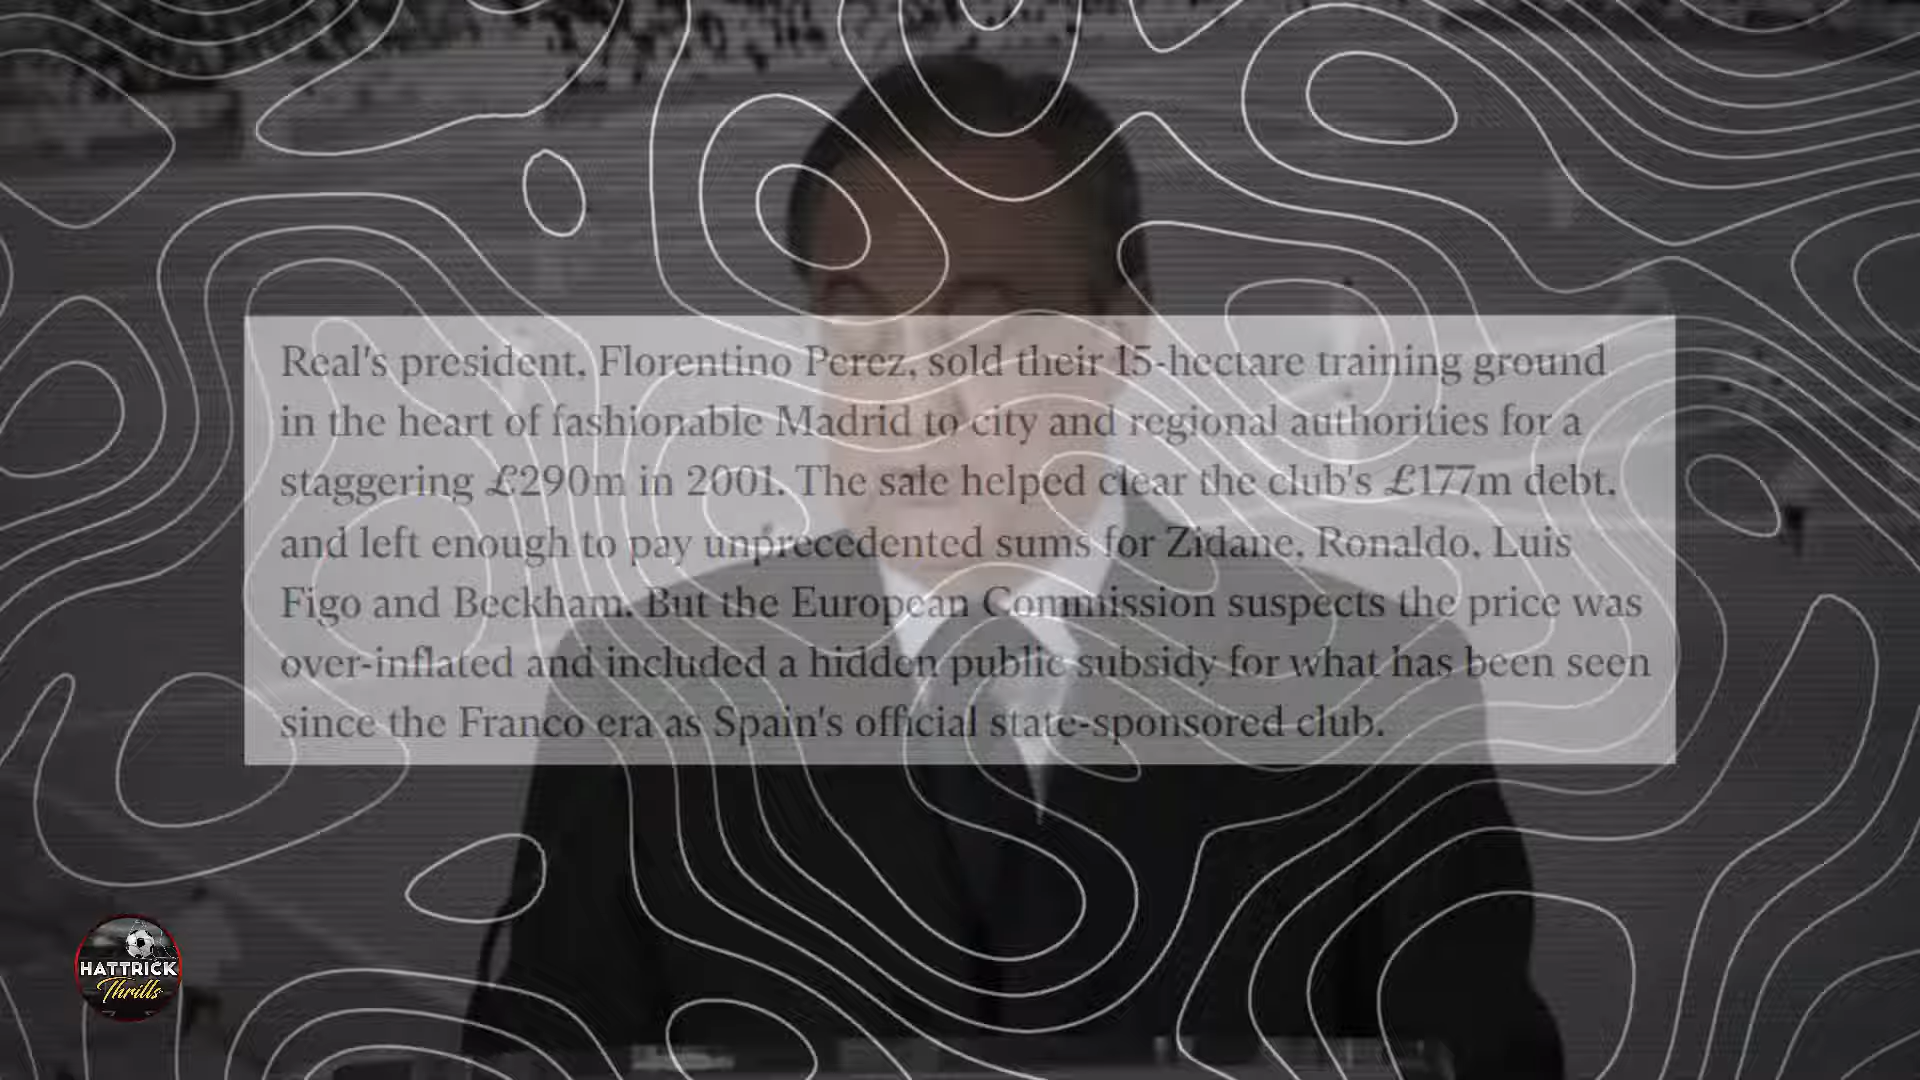 Real's president, Florentino Perez, sold their 15-hectare training ground
in the heart of fashionable Madrid to city and regional authorities for a
staggering £290m in 2001. The sale helped clear the club's £177m debt,
and left enough to pay unprecedented sums for Zidane, Ronaldo, Luis
Figo and Beckham. But the European Commission suspects the price was
over-inflated and included a hidden public subsidy for what has been seen
since the Franco era as Spain's official state-sponsored club.
HATTRICK
Thrills